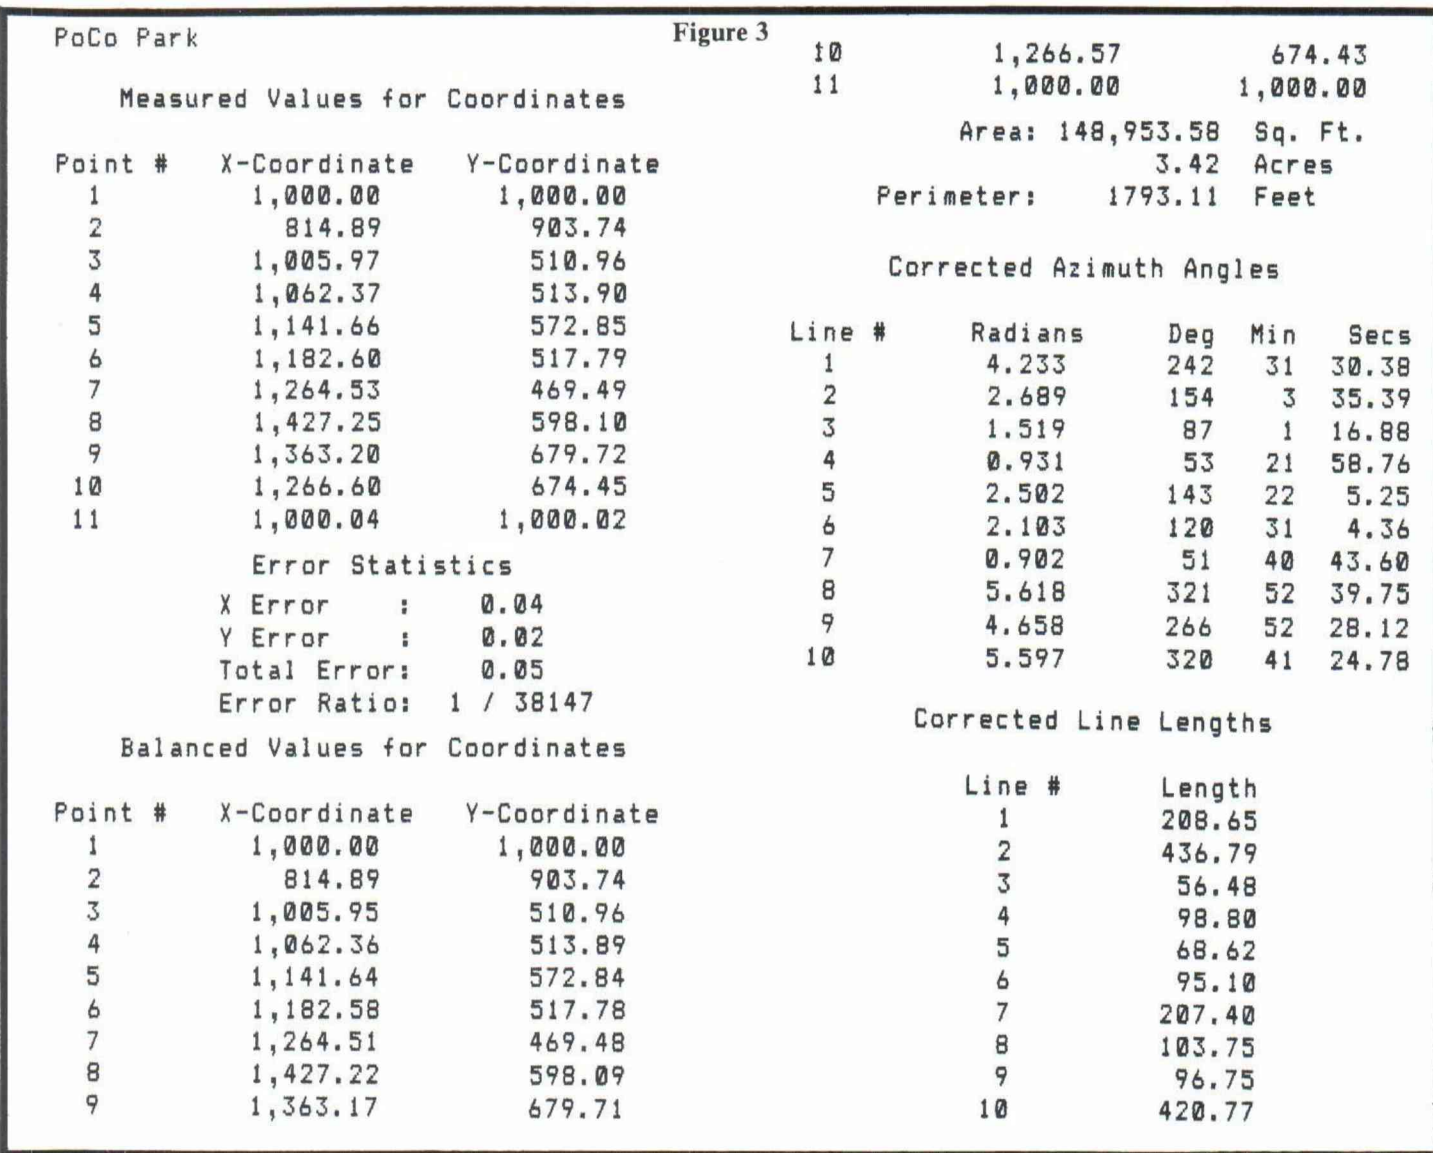 PoCo Park
Figure 3
Measured Values for Coordinates
Point # X-Coordinate Y-Coordinate
1 1,000.00 1,000.00
2 814.89 903.74
3 1,005.97 510.96
4 1,062.37 513.90
5 1,141.66 572.85
6 1,182.60 517.79
7 1,264.53 469.49
8 1,427.25 598.10
9 1,363.20 679.72
10 1,266.60 674.45
11 1,000.04 1,000.02
Error Statistics
X Error : 0.04
Y Error : 0.02
Total Error: 0.05
Error Ratio: 1 / 38147
Balanced Values for Coordinates
Point # X-Coordinate Y-Coordinate
1 1,000.00 1,000.00
2 814.89 903.74
3 1,005.95 510.96
4 1,062.36 513.89
5 1,141.64 572.84
6 1,182.58 517.78
7 1,264.51 469.48
8 1,427.22 598.09
9 1,363.17 679.71
10 1,266.57 674.43
11 1,000.00 1,000.00
Area: 148,953.58 Sq. Ft.
3.42 Acres
Perimeter: 1793.11 Feet
Corrected Azimuth Angles
Line # Radians Deg Min Secs
1 4.233 242 31 30.38
2 2.689 154 3 35.39
3 1.519 87 1 16.88
4 0.931 53 21 58.76
5 2.502 143 22 5.25
6 2.103 120 31 4.36
7 0.902 51 40 43.60
8 5.618 321 52 39.75
9 4.658 266 52 28.12
10 5.597 320 41 24.78
Corrected Line Lengths
Line # Length
1 208.65
2 436.79
3 56.48
4 98.80
5 68.62
6 95.10
7 207.40
8 103.75
9 96.75
10 420.77